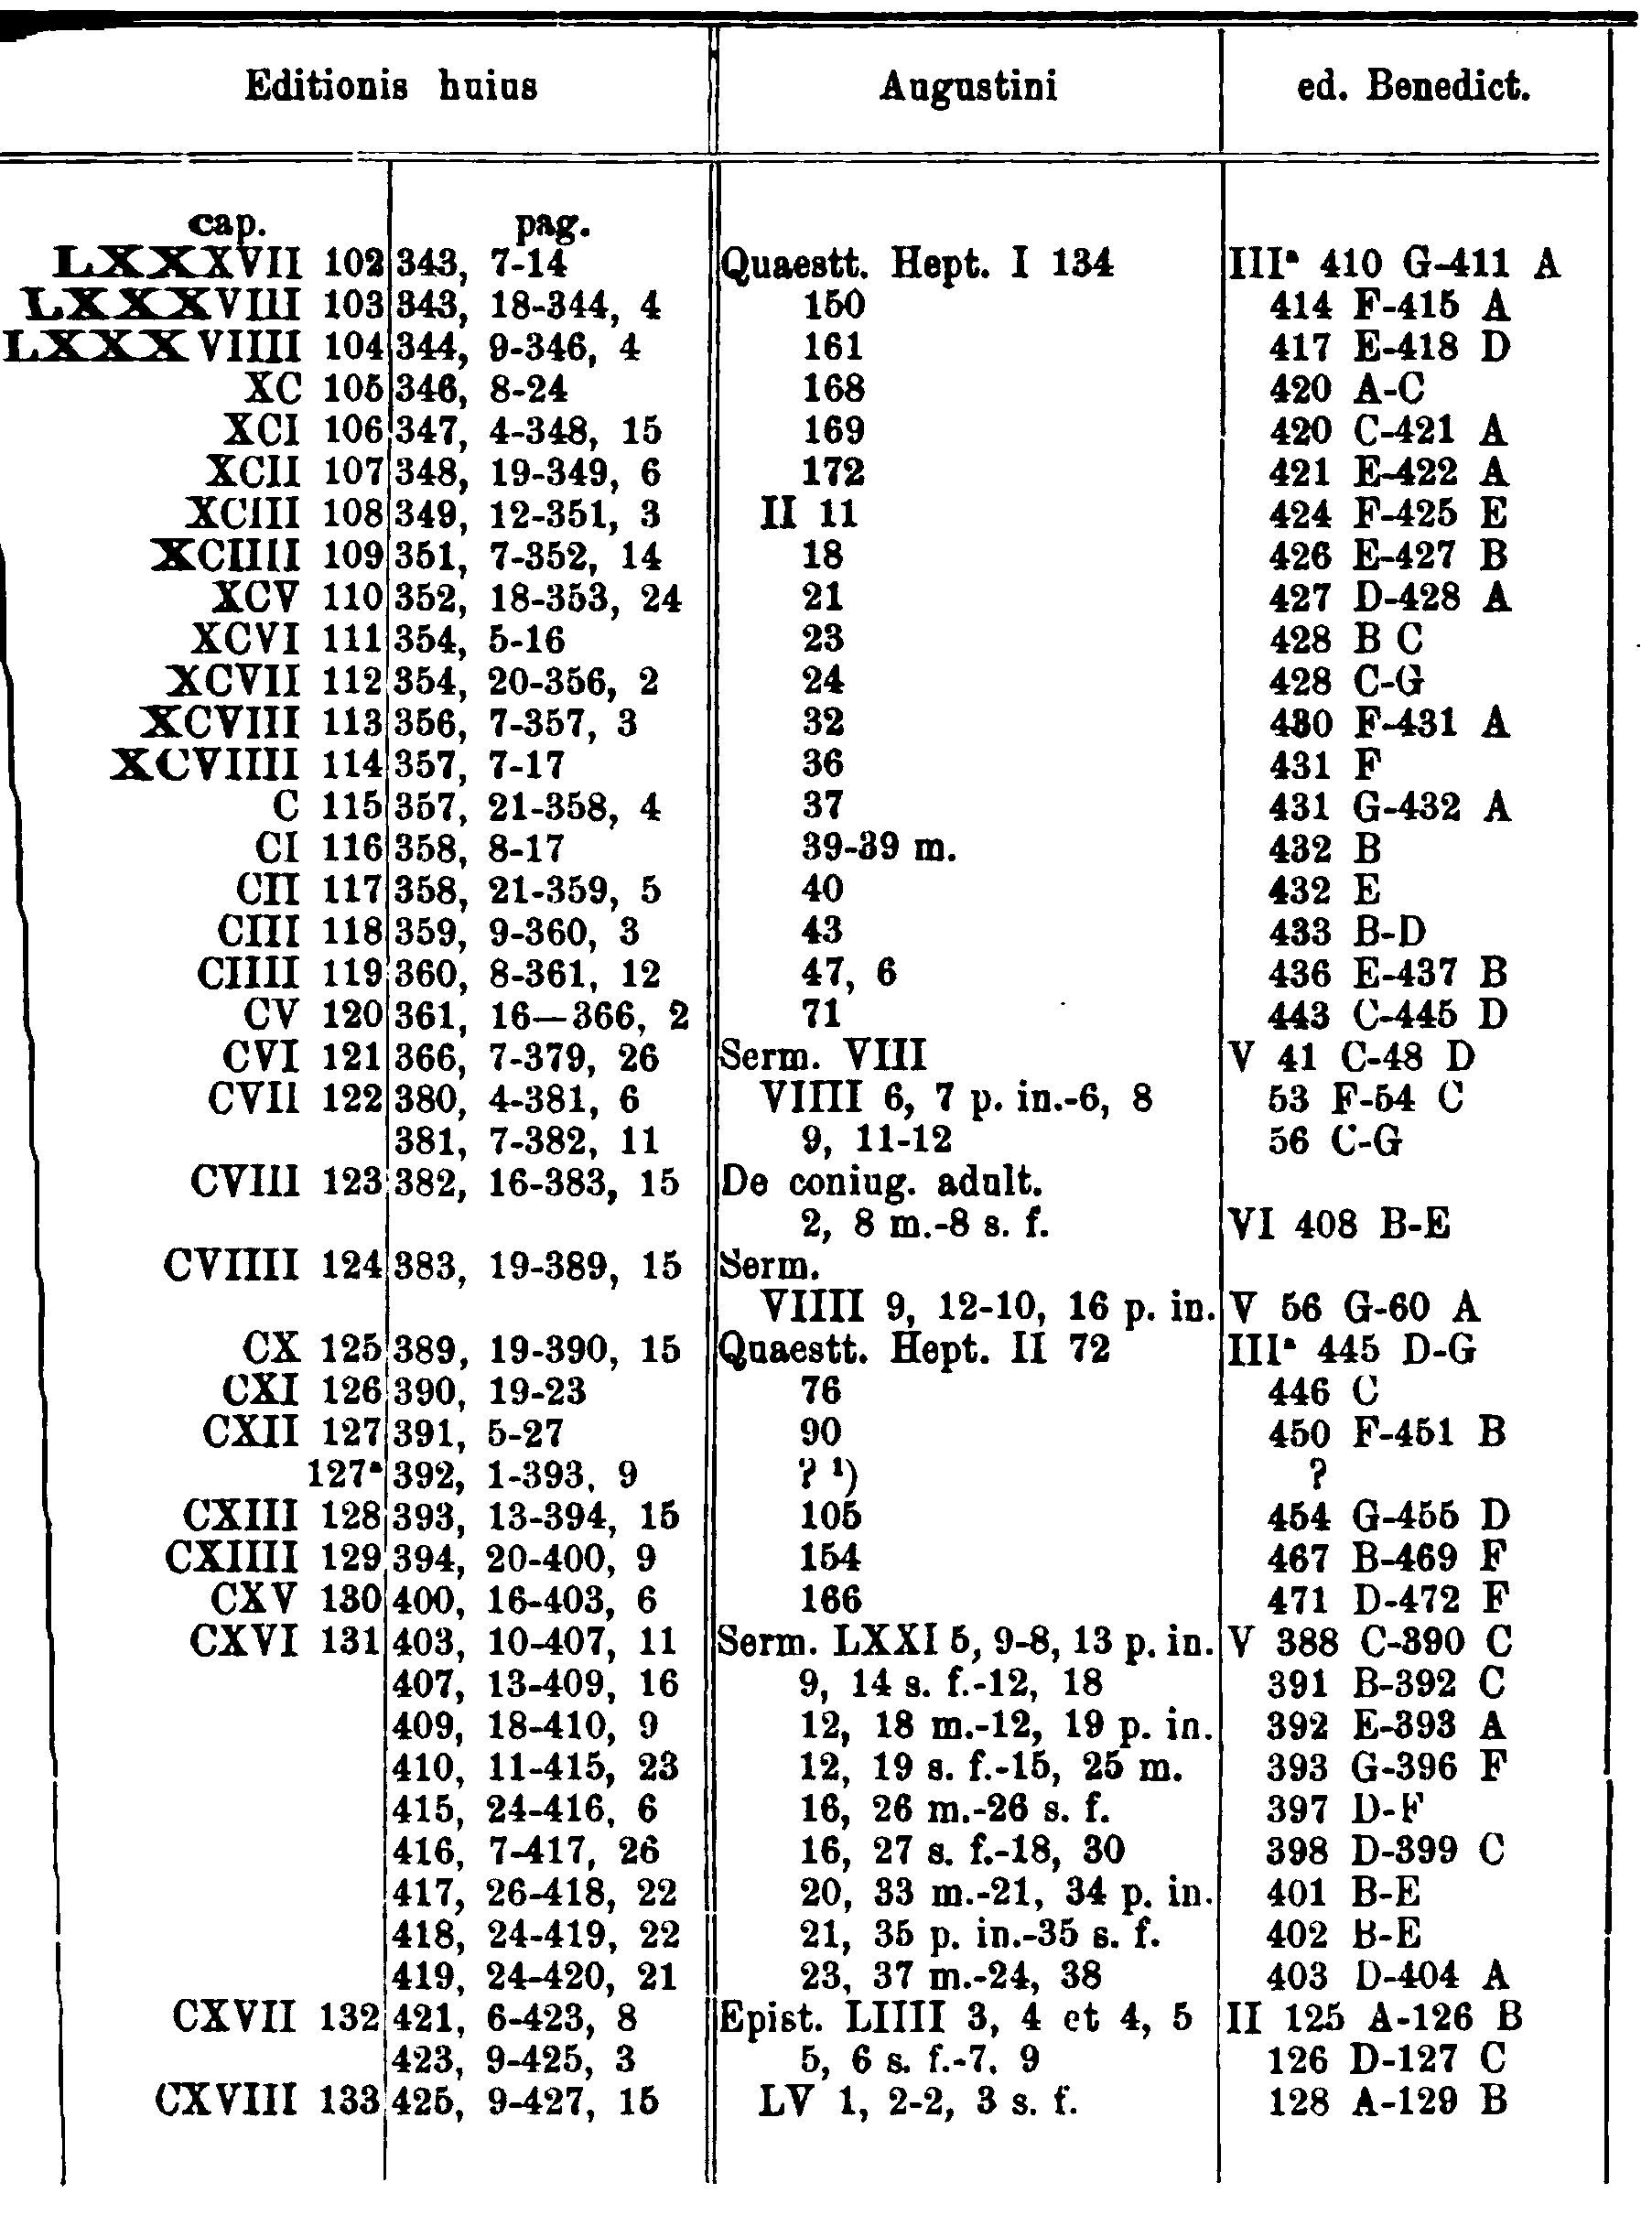 Editionis huius Augustini ed. Benedict.
cap. pag.
LXXXVII 102 343, 7-14 Quaestt. Hept. I 134 IIIᵃ 410 G-411 A
LXXXVIII 103 343, 18-344, 4 150 414 F-415 A
LXXXVIIII 104 344, 9-346, 4 161 417 E-418 D
XC 105 346, 8-24 168 420 A-C
XCI 106 347, 4-348, 15 169 420 C-421 A
XCII 107 348, 19-349, 6 172 421 E-422 A
XCIII 108 349, 12-351, 3 II 11 424 F-425 E
XCIIII 109 351, 7-352, 14 18 426 E-427 B
XCV 110 352, 18-353, 24 21 427 D-428 A
XCVI 111 354, 5-16 23 428 B C
XCVII 112 354, 20-356, 2 24 428 C-G
XCVIII 113 356, 7-357, 3 32 430 F-431 A
XCVIIII 114 357, 7-17 36 431 F
C 115 357, 21-358, 4 37 431 G-432 A
CI 116 358, 8-17 39-39 m. 432 B
CII 117 358, 21-359, 5 40 432 E
CIII 118 359, 9-360, 3 43 433 B-D
CIIII 119 360, 8-361, 12 47, 6 436 E-437 B
CV 120 361, 16—366, 2 71 443 C-445 D
CVI 121 366, 7-379, 26 Serm. VIII V 41 C-48 D
CVII 122 380, 4-381, 6 VIIII 6, 7 p. in.-6, 8 53 F-54 C
381, 7-382, 11 9, 11-12 56 C-G
CVIII 123 382, 16-383, 15 De coniug. adult.
2, 8 m.-8 s. f. VI 408 B-E
CVIIII 124 383, 19-389, 15 Serm.
VIIII 9, 12-10, 16 p. in. V 56 G-60 A
CX 125 389, 19-390, 15 Quaestt. Hept. II 72 IIIᵃ 445 D-G
CXI 126 390, 19-23 76 446 C
CXII 127 391, 5-27 90 450 F-451 B
127ᵃ 392, 1-393, 9 ? ¹) ?
CXIII 128 393, 13-394, 15 105 454 G-455 D
CXIIII 129 394, 20-400, 9 154 467 B-469 F
CXV 130 400, 16-403, 6 166 471 D-472 F
CXVI 131 403, 10-407, 11 Serm. LXXI 5, 9-8, 13 p. in. V 388 C-390 C
407, 13-409, 16 9, 14 s. f.-12, 18 391 B-392 C
409, 18-410, 9 12, 18 m.-12, 19 p. in. 392 E-393 A
410, 11-415, 23 12, 19 s. f.-15, 25 m. 393 G-396 F
415, 24-416, 6 16, 26 m.-26 s. f. 397 D-F
416, 7-417, 26 16, 27 s. f.-18, 30 398 D-399 C
417, 26-418, 22 20, 33 m.-21, 34 p. in. 401 B-E
418, 24-419, 22 21, 35 p. in.-35 s. f. 402 B-E
419, 24-420, 21 23, 37 m.-24, 38 403 D-404 A
CXVII 132 421, 6-423, 8 Epist. LIIII 3, 4 et 4, 5 II 125 A-126 B
423, 9-425, 3 5, 6 s. f.-7, 9 126 D-127 C
CXVIII 133 425, 9-427, 15 LV 1, 2-2, 3 s. f. 128 A-129 B